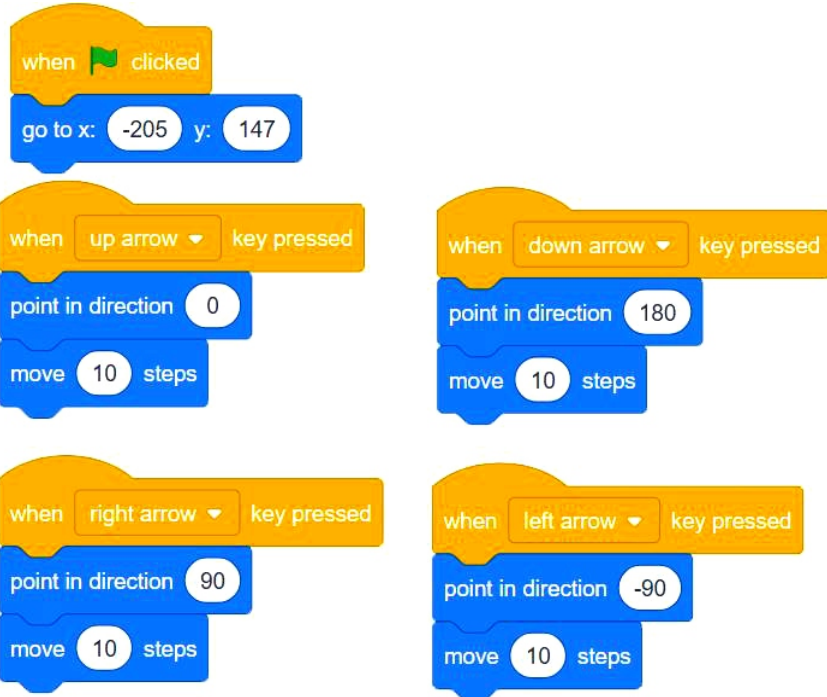 when clicked
go to x: -205 y: 147
when up arrow key pressed
point in direction 0
move 10 steps
when down arrow key pressed
point in direction 180
move 10 steps
when right arrow key pressed
point in direction 90
move 10 steps
when left arrow key pressed
point in direction -90
move 10 steps